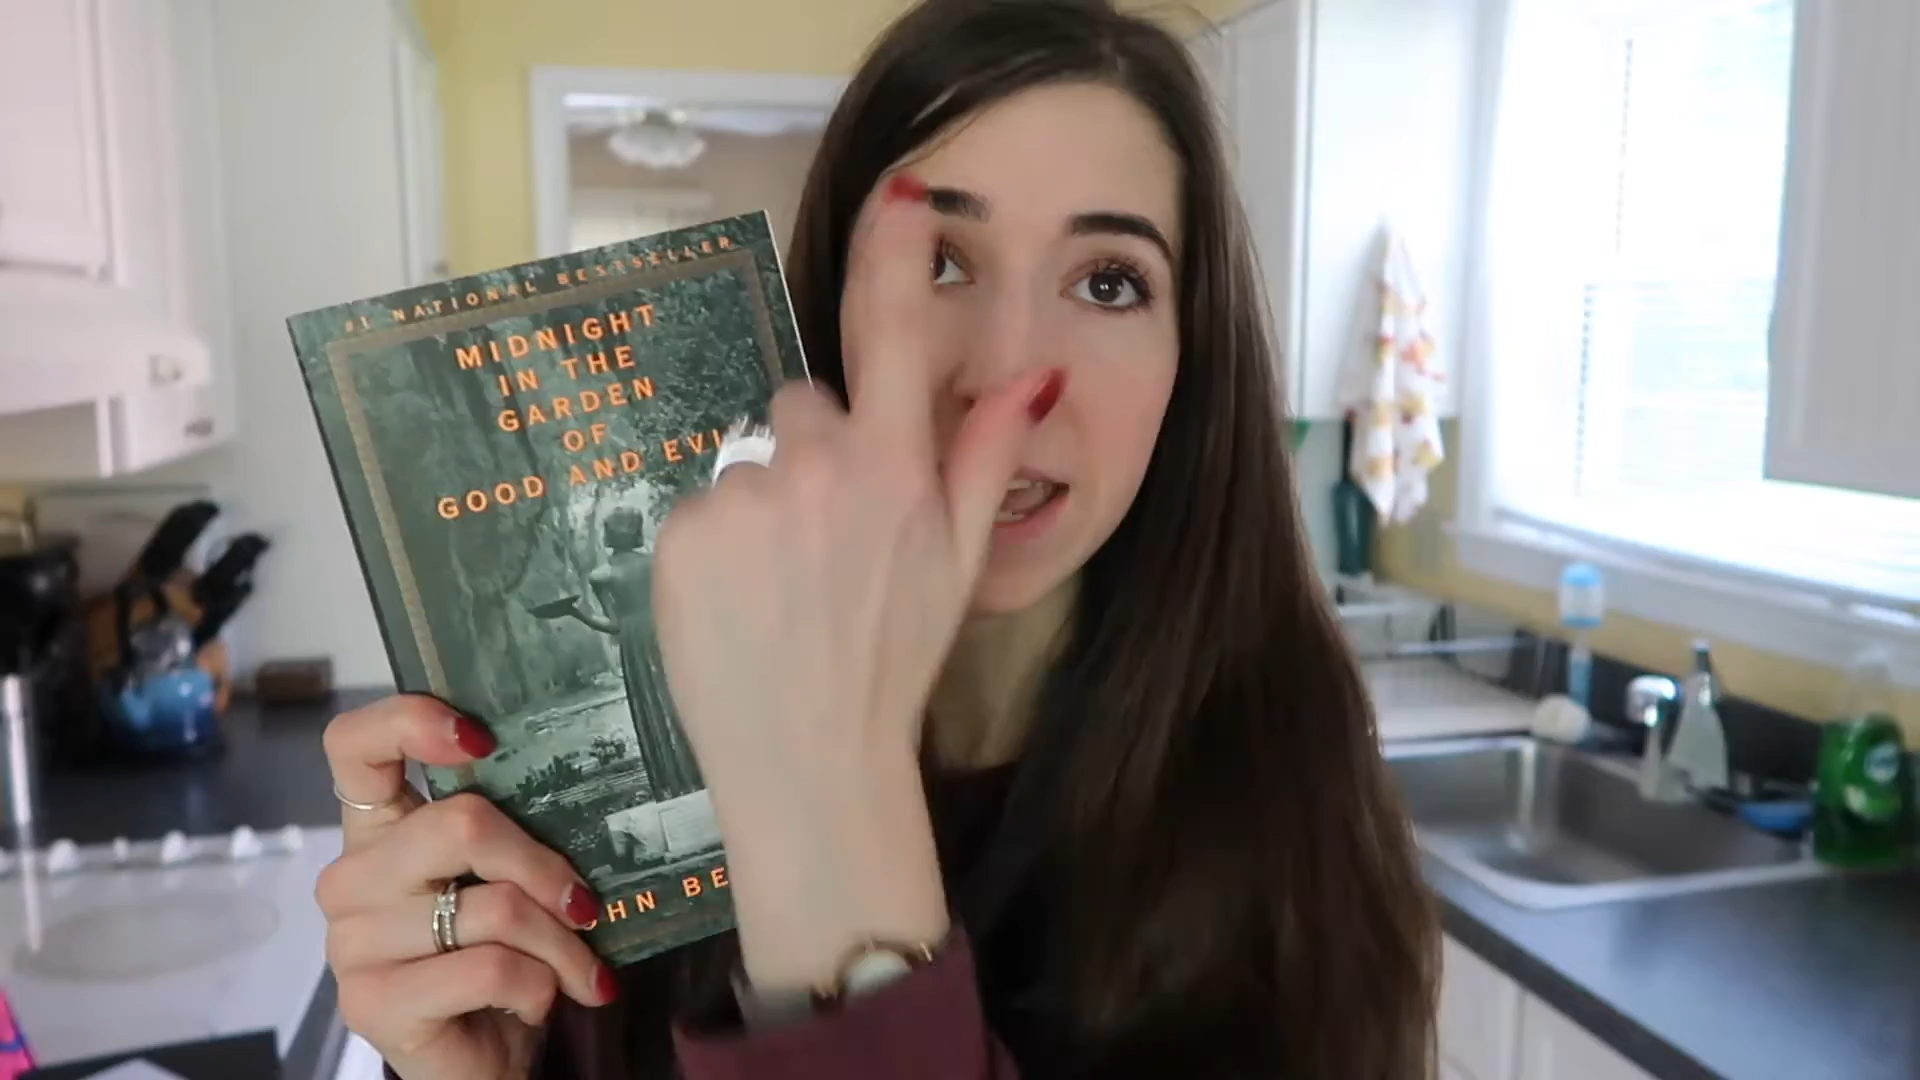 #1 NATIONAL BESTSELLER
MIDNIGHT
IN THE
GARDEN
OF
GOOD AND EVI
OHN BE